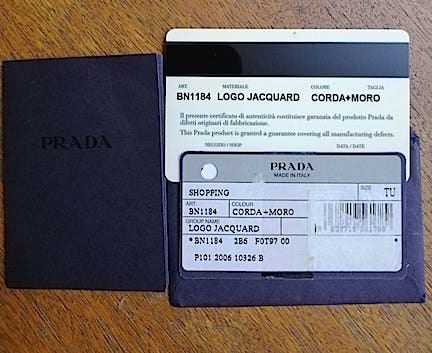 PRADA
ART. MATERIALE COLORE TAGLIA
BN1184 LOGO JACQUARD CORDA+MORO
Il presente certificato di autenticità costituisce garanzia del prodotto Prada da
difetti originari di fabbricazione.
This Prada product is granted a guarantee covering all manufacturing defects.
NEGOZIO / SHOP DATA / DATE
PRADA
MADE IN ITALY
SHOPPING SIZE TU
ART. COLOUR
BN1184 CORDA+MORO
GROUP NAME
LOGO JACQUARD
*BN1184 2B6 F0T97 00 *
P101 2006 10326 B